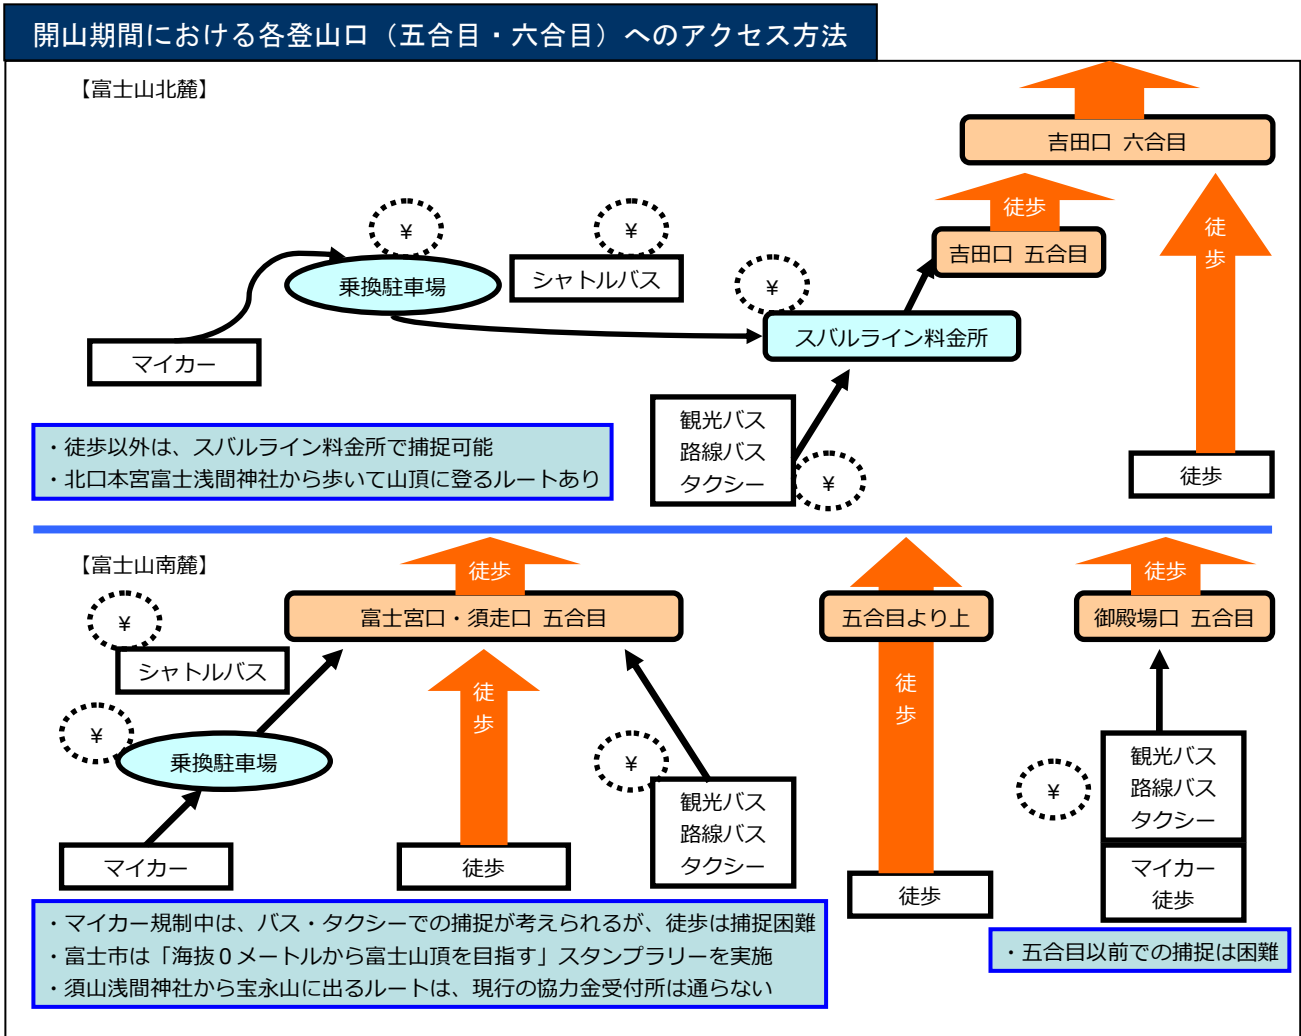 開山期間における各登山口（五合目・六合目）へのアクセス方法
【富士山北麓】
吉田口 六合目
徒歩
吉田口 五合目
徒
歩
¥
¥
¥
乗換駐車場
シャトルバス
スバルライン料金所
マイカー
観光バス
路線バス
タクシー
¥
徒歩
・徒歩以外は、スバルライン料金所で捕捉可能
・北口本宮富士浅間神社から歩いて山頂に登るルートあり
【富士山南麓】
徒歩
富士宮口・須走口 五合目
¥
シャトルバス
¥
乗換駐車場
マイカー
徒
歩
徒歩
¥
観光バス
路線バス
タクシー
五合目より上
徒
歩
徒歩
徒歩
御殿場口 五合目
¥
観光バス
路線バス
タクシー
マイカー
徒歩
・マイカー規制中は、バス・タクシーでの捕捉が考えられるが、徒歩は捕捉困難
・富士市は「海抜０メートルから富士山頂を目指す」スタンプラリーを実施
・須山浅間神社から宝永山に出るルートは、現行の協力金受付所は通らない
・五合目以前での捕捉は困難